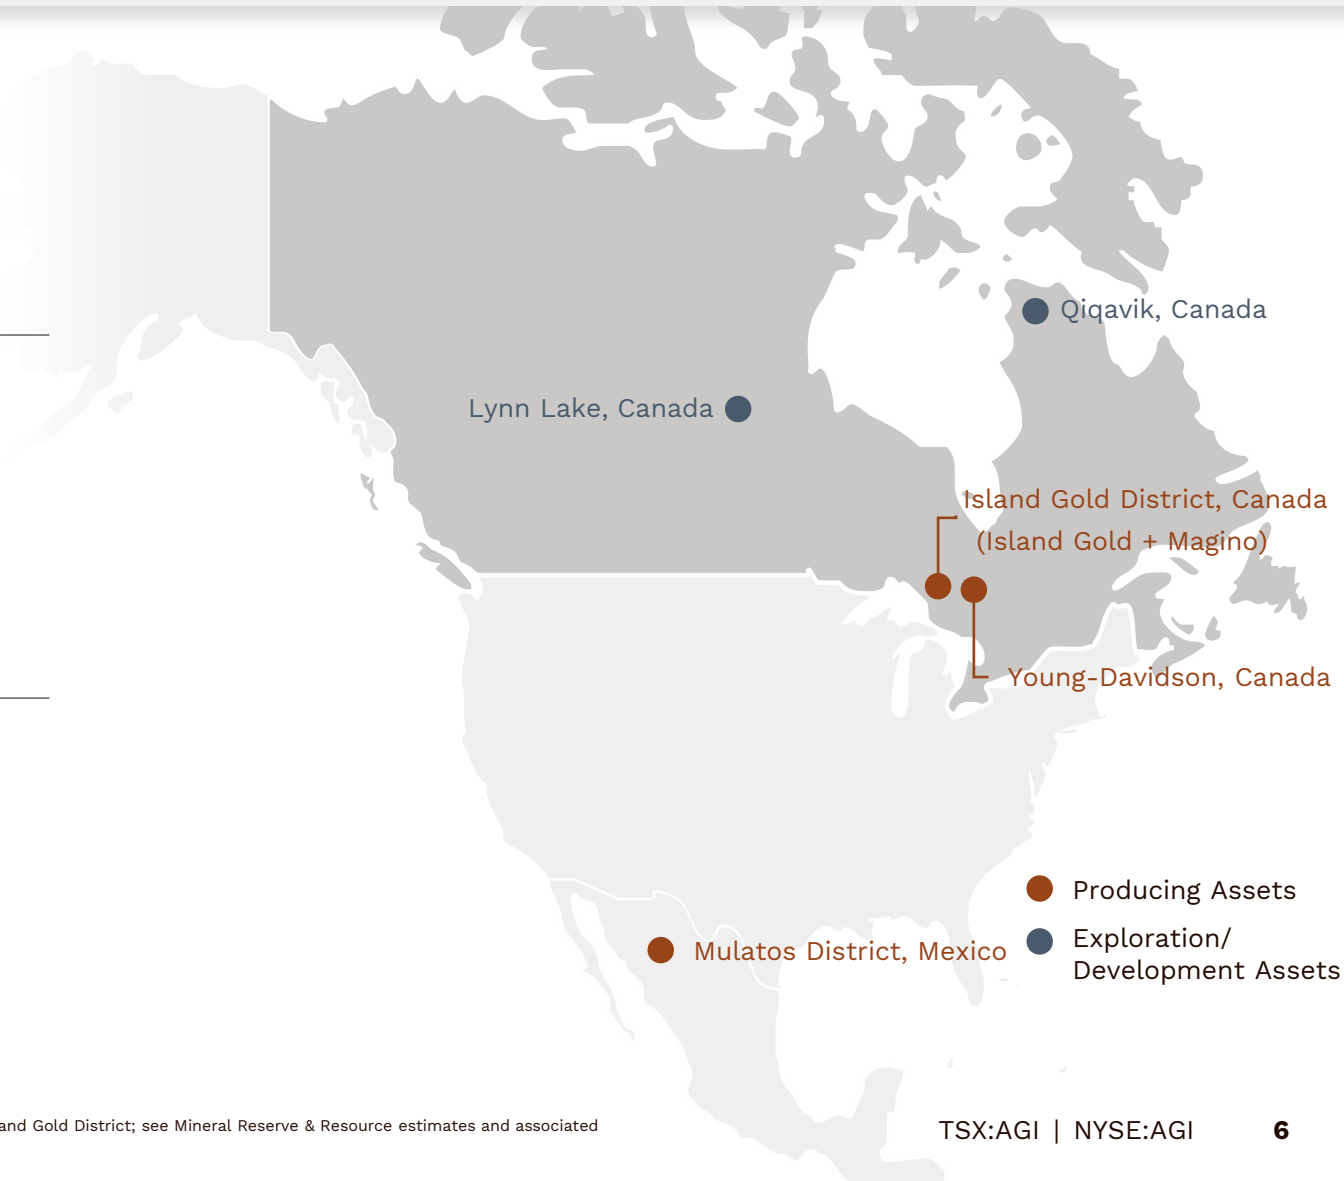 Qiqavik, Canada
Lynn Lake, Canada
Island Gold District, Canada
(Island Gold + Magino)
Young-Davidson, Canada
Producing Assets
Mulatos District, Mexico
Exploration/
Development Assets
and Gold District; see Mineral Reserve & Resource estimates and associated
TSX:AGI | NYSE:AGI
6